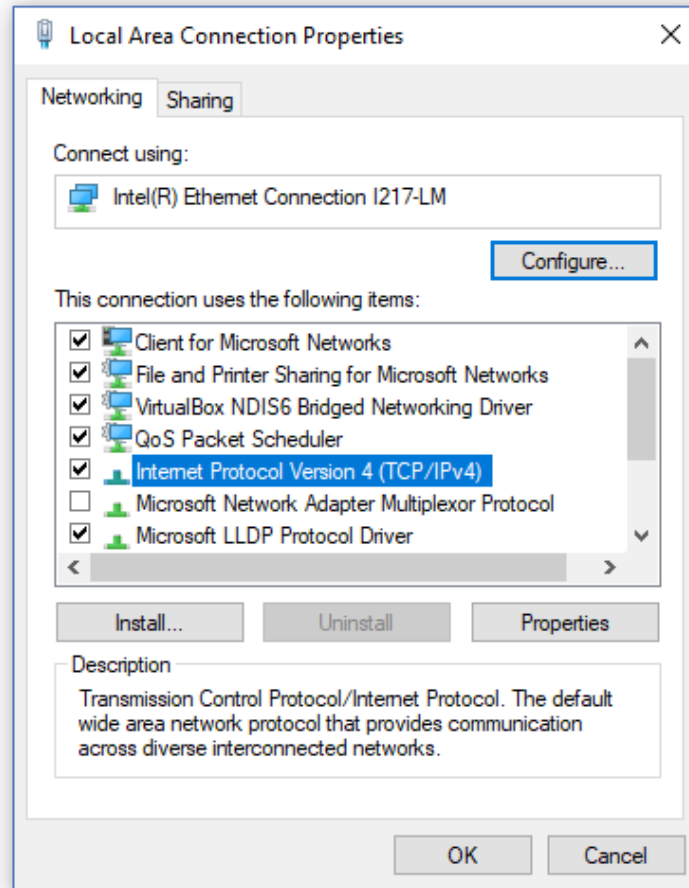 Local Area Connection Properties
Networking
Sharing
Connect using:
Intel(R) Ethernet Connection I217-LM
Configure...
This connection uses the following items:
Client for Microsoft Networks
File and Printer Sharing for Microsoft Networks
VirtualBox NDIS6 Bridged Networking Driver
QoS Packet Scheduler
Internet Protocol Version 4 (TCP/IPv4)
Microsoft Network Adapter Multiplexor Protocol
Microsoft LLDP Protocol Driver
Install...
Uninstall
Properties
Description
Transmission Control Protocol/Internet Protocol. The default
wide area network protocol that provides communication
across diverse interconnected networks.
OK
Cancel